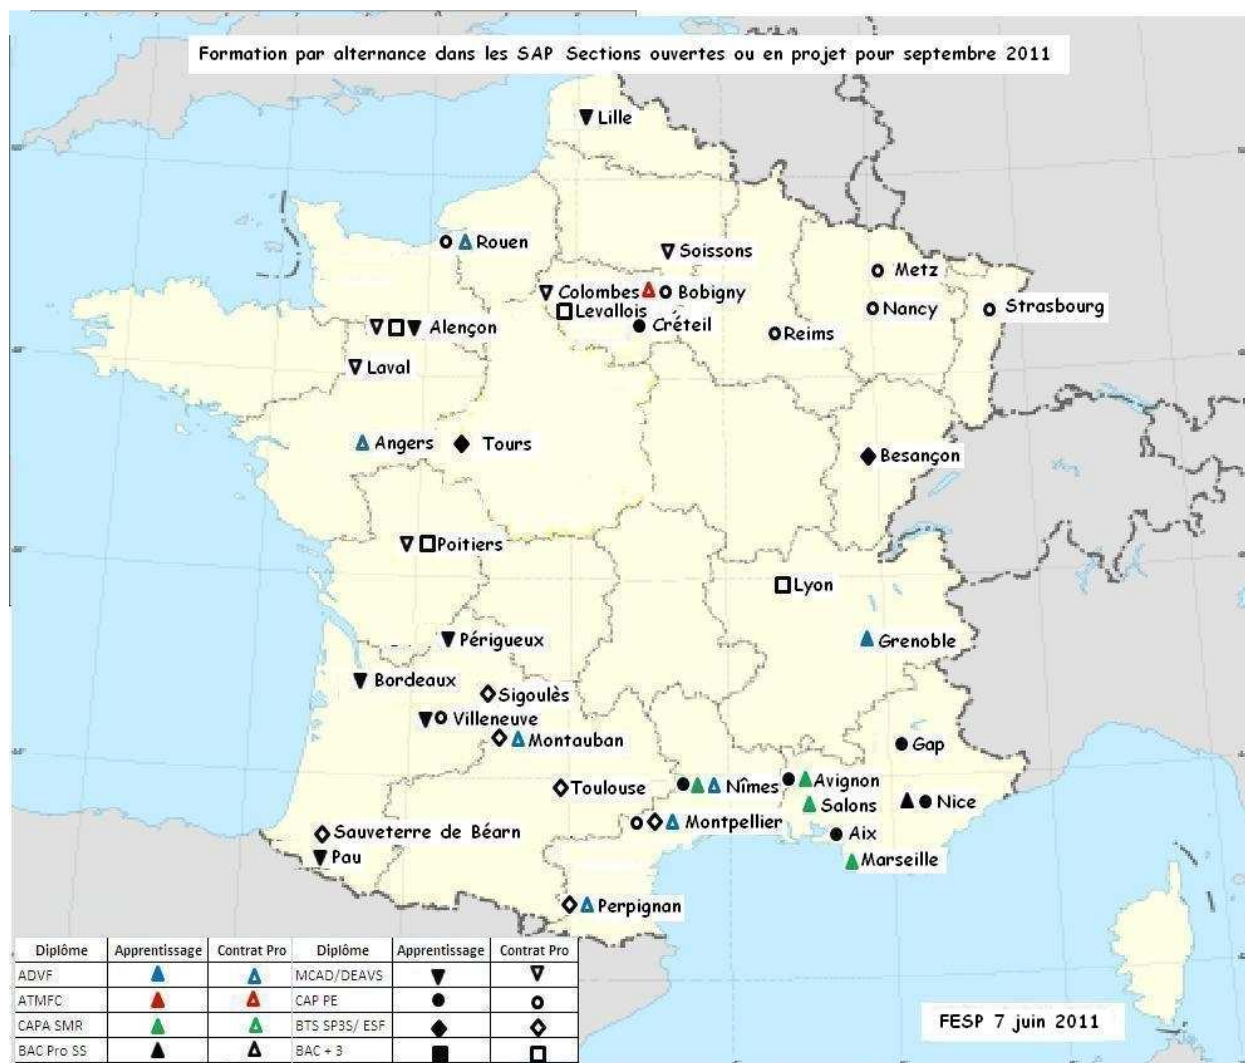 Formation par alternance dans les SAP Sections ouvertes ou en projet pour septembre 2011
Lille
Rouen
Soissons
Metz
Colombes
Bobigny
Levallois
Nancy
Strasbourg
Alençon
Créteil
Reims
Laval
Angers
Tours
Besançon
Poitiers
Lyon
Périgueux
Grenoble
Bordeaux
Sigoulès
Villeneuve
Montauban
Gap
Toulouse
Nîmes
Avignon
Salons
Nice
Montpellier
Sauveterre de Béarn
Aix
Pau
Marseille
Perpignan
Diplôme Apprentissage Contrat Pro Diplôme Apprentissage Contrat Pro
ADVF MCAD/DEAVS
ATMFC CAP PE
CAPA SMR BTS SP3S/ ESF
BAC Pro SS BAC + 3
FESP 7 juin 2011